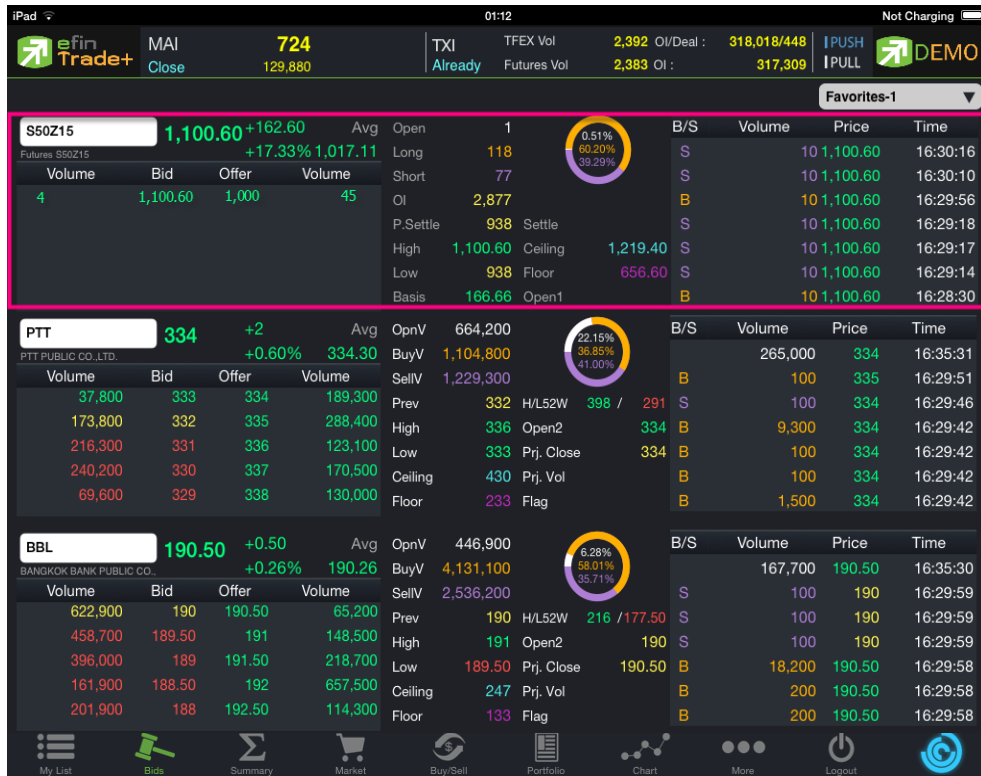 iPad 01:12 Not Charging
efin Trade+ MAI 724 TXI TFEX Vol 2,392 OI/Deal : 318,018/448 PUSH DEMO
Close 129,880 Already Futures Vol 2,383 OI : 317,309 PULL
Favorites-1
S50Z15 1,100.60 +162.60 Avg Open 1 0.51% B/S Volume Price Time
Futures S50Z15 +17.33% 1,017.11 Long 118 60.20% S 10 1,100.60 16:30:16
Volume Bid Offer Volume Short 77 39.29% S 10 1,100.60 16:30:10
4 1,100.60 1,000 45 OI 2,877 B 10 1,100.60 16:29:56
P.Settle 938 Settle S 10 1,100.60 16:29:18
High 1,100.60 Ceiling 1,219.40 S 10 1,100.60 16:29:17
Low 938 Floor 656.60 S 10 1,100.60 16:29:14
Basis 166.66 Open1 B 10 1,100.60 16:28:30
PTT 334 +2 Avg OpnV 664,200 22.15% B/S Volume Price Time
PTT PUBLIC CO.,LTD. +0.60% 334.30 BuyV 1,104,800 36.85% 265,000 334 16:35:31
Volume Bid Offer Volume SellV 1,229,300 41.00% B 100 335 16:29:51
37,800 333 334 189,300 Prev 332 H/L52W 398 / 291 S 100 334 16:29:46
173,800 332 335 288,400 High 336 Open2 334 B 9,300 334 16:29:42
216,300 331 336 123,100 Low 333 Prj. Close 334 B 100 334 16:29:42
240,200 330 337 170,500 Ceiling 430 Prj. Vol B 100 334 16:29:42
69,600 329 338 130,000 Floor 233 Flag B 1,500 334 16:29:42
BBL 190.50 +0.50 Avg OpnV 446,900 6.28% B/S Volume Price Time
BANGKOK BANK PUBLIC CO., +0.26% 190.26 BuyV 4,131,100 58.01% 167,700 190.50 16:35:30
Volume Bid Offer Volume SellV 2,536,200 35.71% S 100 190 16:29:59
622,900 190 190.50 65,200 Prev 190 H/L52W 216 /177.50 S 100 190 16:29:59
458,700 189.50 191 148,500 High 191 Open2 190 S 100 190 16:29:59
396,000 189 191.50 218,700 Low 189.50 Prj. Close 190.50 B 18,200 190.50 16:29:58
161,900 188.50 192 657,500 Ceiling 247 Prj. Vol B 200 190.50 16:29:58
201,900 188 192.50 114,300 Floor 133 Flag B 200 190.50 16:29:58
My List Bids Summary Market Buy/Sell Portfolio Chart More Logout